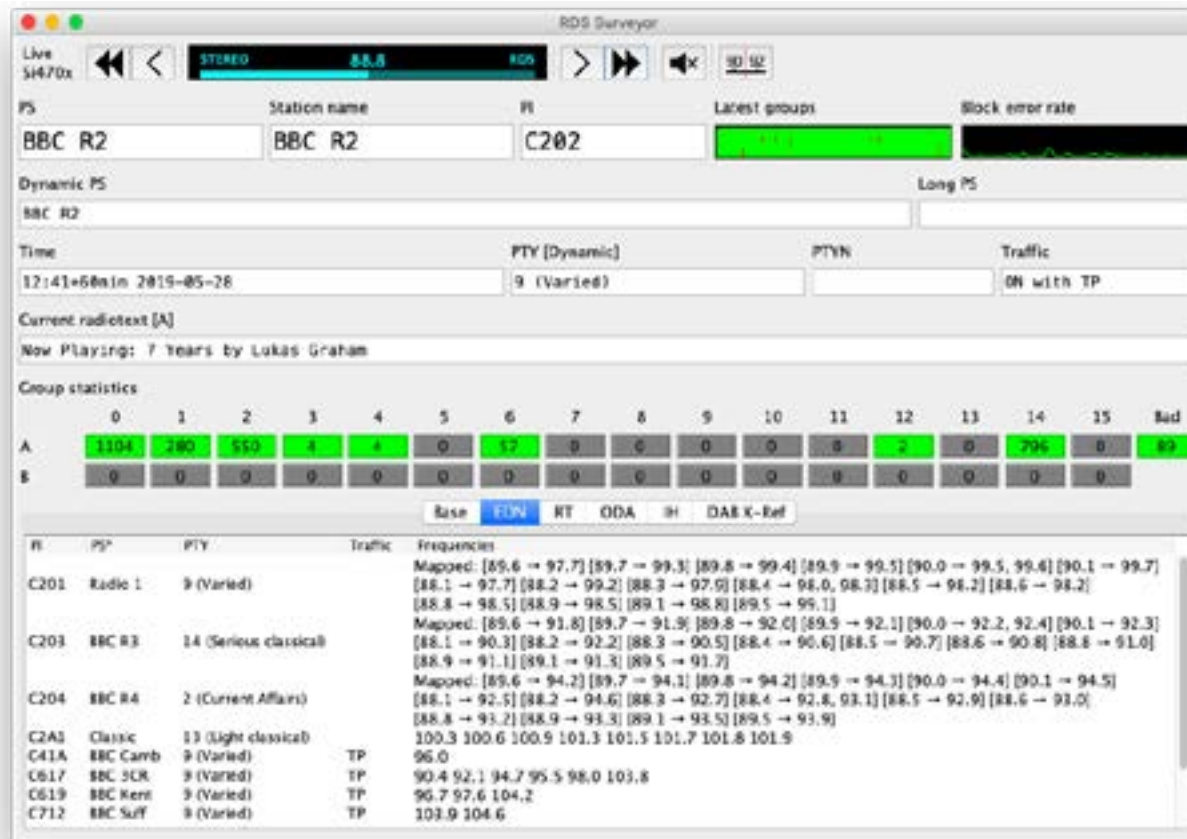 RDS Surveyor
Live
Si470x
STEREO 88.8 RDS
90 92
PS Station name PI Latest groups Block error rate
BBC R2 BBC R2 C202
Dynamic PS Long PS
BBC R2
Time PTY [Dynamic] PTYN Traffic
12:41+60min 2019-05-28 9 (Varied) ON with TP
Current radiotext [A]
Now Playing: 7 Years by Lukas Graham
Group statistics
0 1 2 3 4 5 6 7 8 9 10 11 12 13 14 15 Bad
A 1104 280 550 4 4 0 57 0 0 0 0 0 2 0 796 0 89
B 0 0 0 0 0 0 0 0 0 0 0 0 0 0 0 0
Base EON RT ODA IH DAB X-Ref
PI PS* PTY Traffic Frequencies
Mapped: [89.6 → 97.7] [89.7 → 99.3] [89.8 → 99.4] [89.9 → 99.5] [90.0 → 99.5, 99.6] [90.1 → 99.7]
C201 Radio 1 9 (Varied) [88.1 → 97.7] [88.2 → 99.2] [88.3 → 97.9] [88.4 → 98.0, 98.3] [88.5 → 98.2] [88.6 → 98.2]
[88.8 → 98.5] [88.9 → 98.5] [89.1 → 98.8] [89.5 → 99.1]
Mapped: [89.6 → 91.8] [89.7 → 91.9] [89.8 → 92.0] [89.9 → 92.1] [90.0 → 92.2, 92.4] [90.1 → 92.3]
C203 BBC R3 14 (Serious classical) [88.1 → 90.3] [88.2 → 92.2] [88.3 → 90.5] [88.4 → 90.6] [88.5 → 90.7] [88.6 → 90.8] [88.8 → 91.0]
[88.9 → 91.1] [89.1 → 91.3] [89.5 → 91.7]
Mapped: [89.6 → 94.2] [89.7 → 94.1] [89.8 → 94.2] [89.9 → 94.3] [90.0 → 94.4] [90.1 → 94.5]
C204 BBC R4 2 (Current Affairs) [88.1 → 92.5] [88.2 → 94.6] [88.3 → 92.7] [88.4 → 92.8, 93.1] [88.5 → 92.9] [88.6 → 93.0]
[88.8 → 93.2] [88.9 → 93.3] [89.1 → 93.5] [89.5 → 93.9]
C2A1 Classic 13 (Light classical) 100.3 100.6 100.9 101.3 101.5 101.7 101.8 101.9
C41A BBC Camb 9 (Varied) TP 96.0
C617 BBC 3CR 9 (Varied) TP 90.4 92.1 94.7 95.5 98.0 103.8
C619 BBC Kent 9 (Varied) TP 96.7 97.6 104.2
C712 BBC Suff 9 (Varied) TP 103.9 104.6